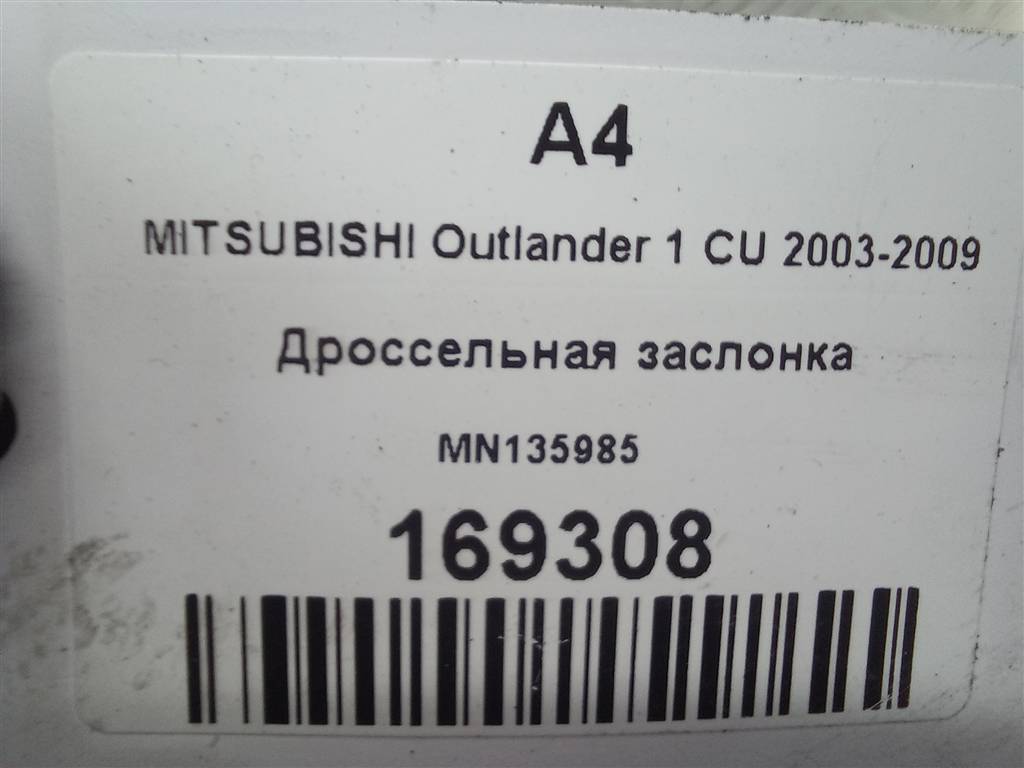 A4
MITSUBISHI Outlander 1 CU 2003-2009
Дроссельная заслонка
MN135985
169308